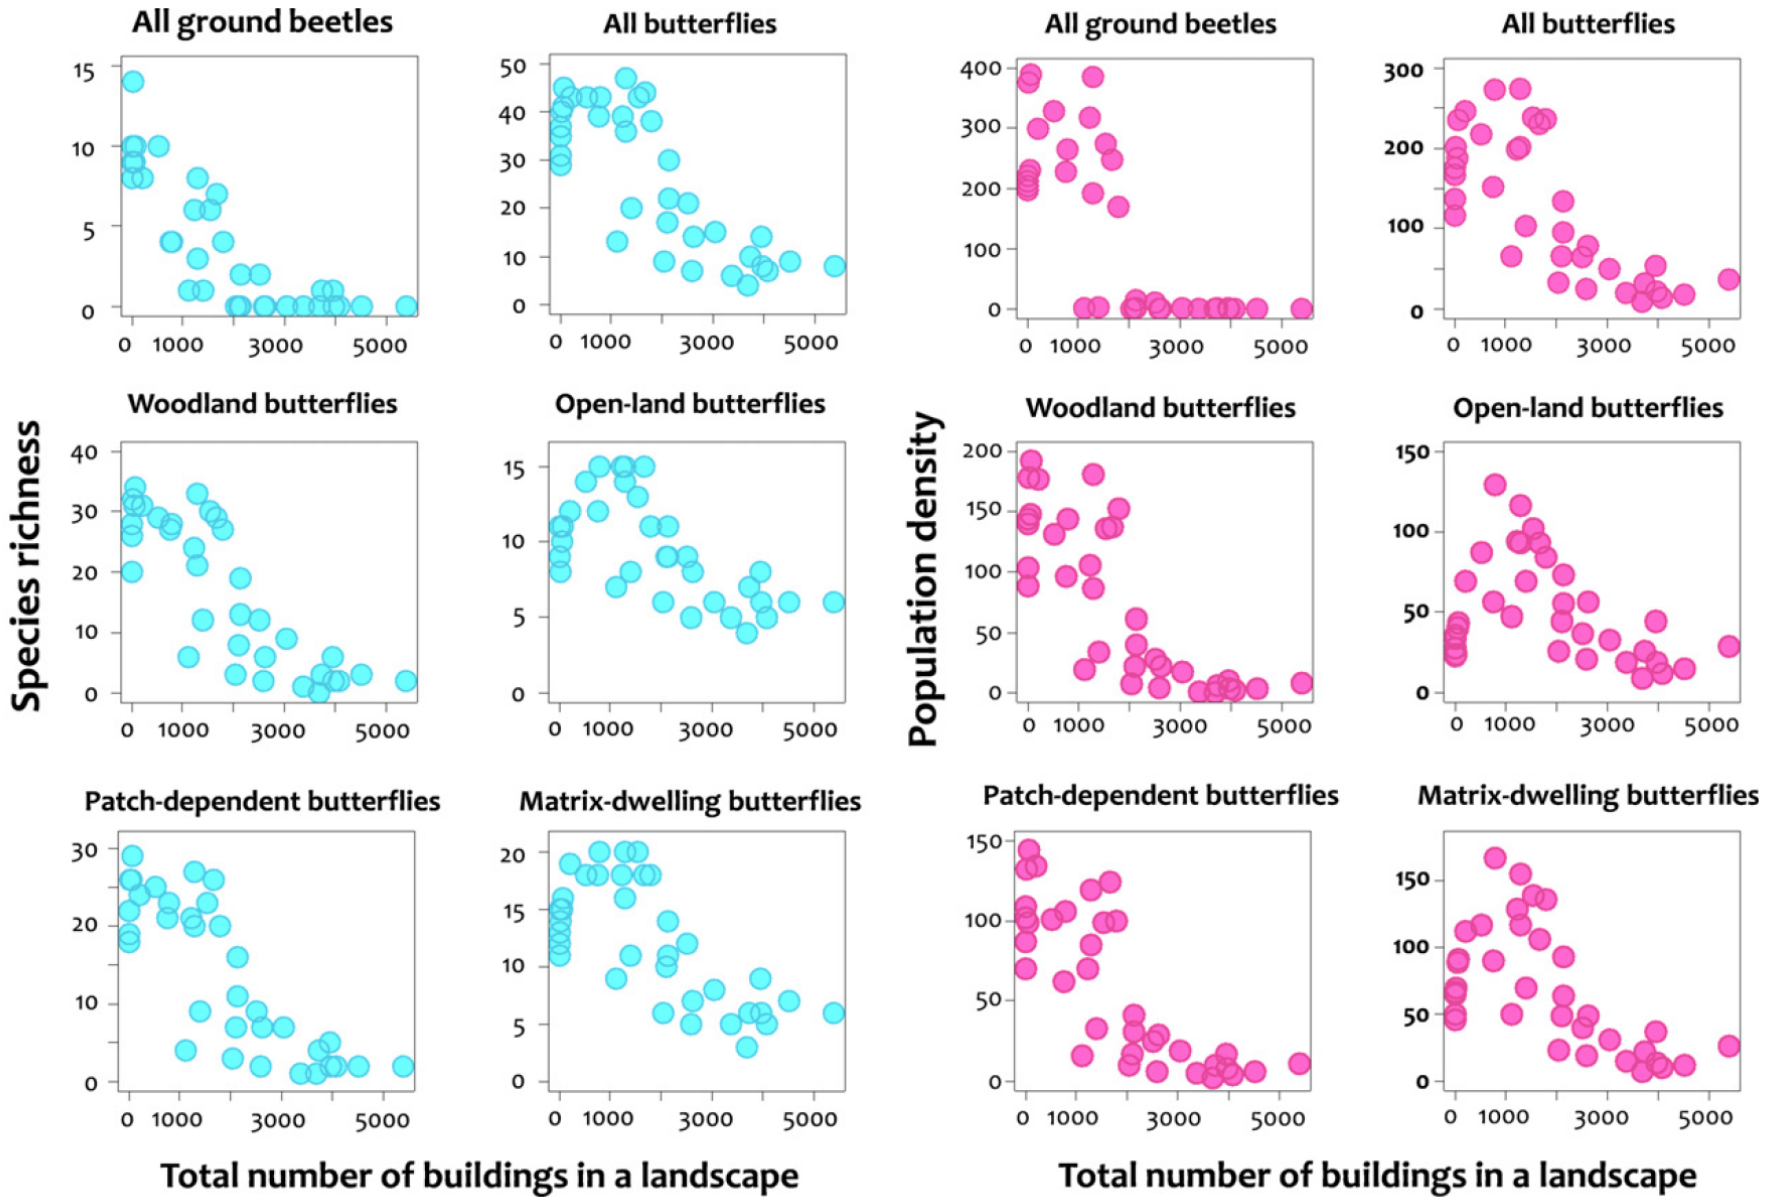 All ground beetles
All butterflies
All ground beetles
All butterflies
15
10
5
0
0 1000 3000 5000
50
40
30
20
10
0
0 1000 3000 5000
400
300
200
100
0
0 1000 3000 5000
300
200
100
0
0 1000 3000 5000
Species richness
Woodland butterflies
Open-land butterflies
Population density
Woodland butterflies
Open-land butterflies
40
30
20
10
0
0 1000 3000 5000
15
10
5
0
0 1000 3000 5000
200
150
100
50
0
0 1000 3000 5000
150
100
50
0
0 1000 3000 5000
Patch-dependent butterflies
Matrix-dwelling butterflies
Patch-dependent butterflies
Matrix-dwelling butterflies
30
20
10
0
0 1000 3000 5000
20
15
10
5
0
0 1000 3000 5000
150
100
50
0
0 1000 3000 5000
150
100
50
0
0 1000 3000 5000
Total number of buildings in a landscape
Total number of buildings in a landscape